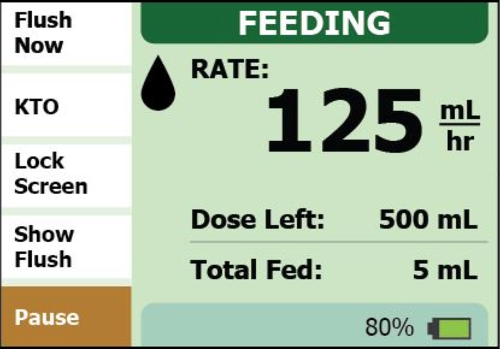 Flush
Now
KTO
Lock
Screen
Show
Flush
Pause
FEEDING
RATE:
125 mL
hr
Dose Left: 500 mL
Total Fed: 5 mL
80%